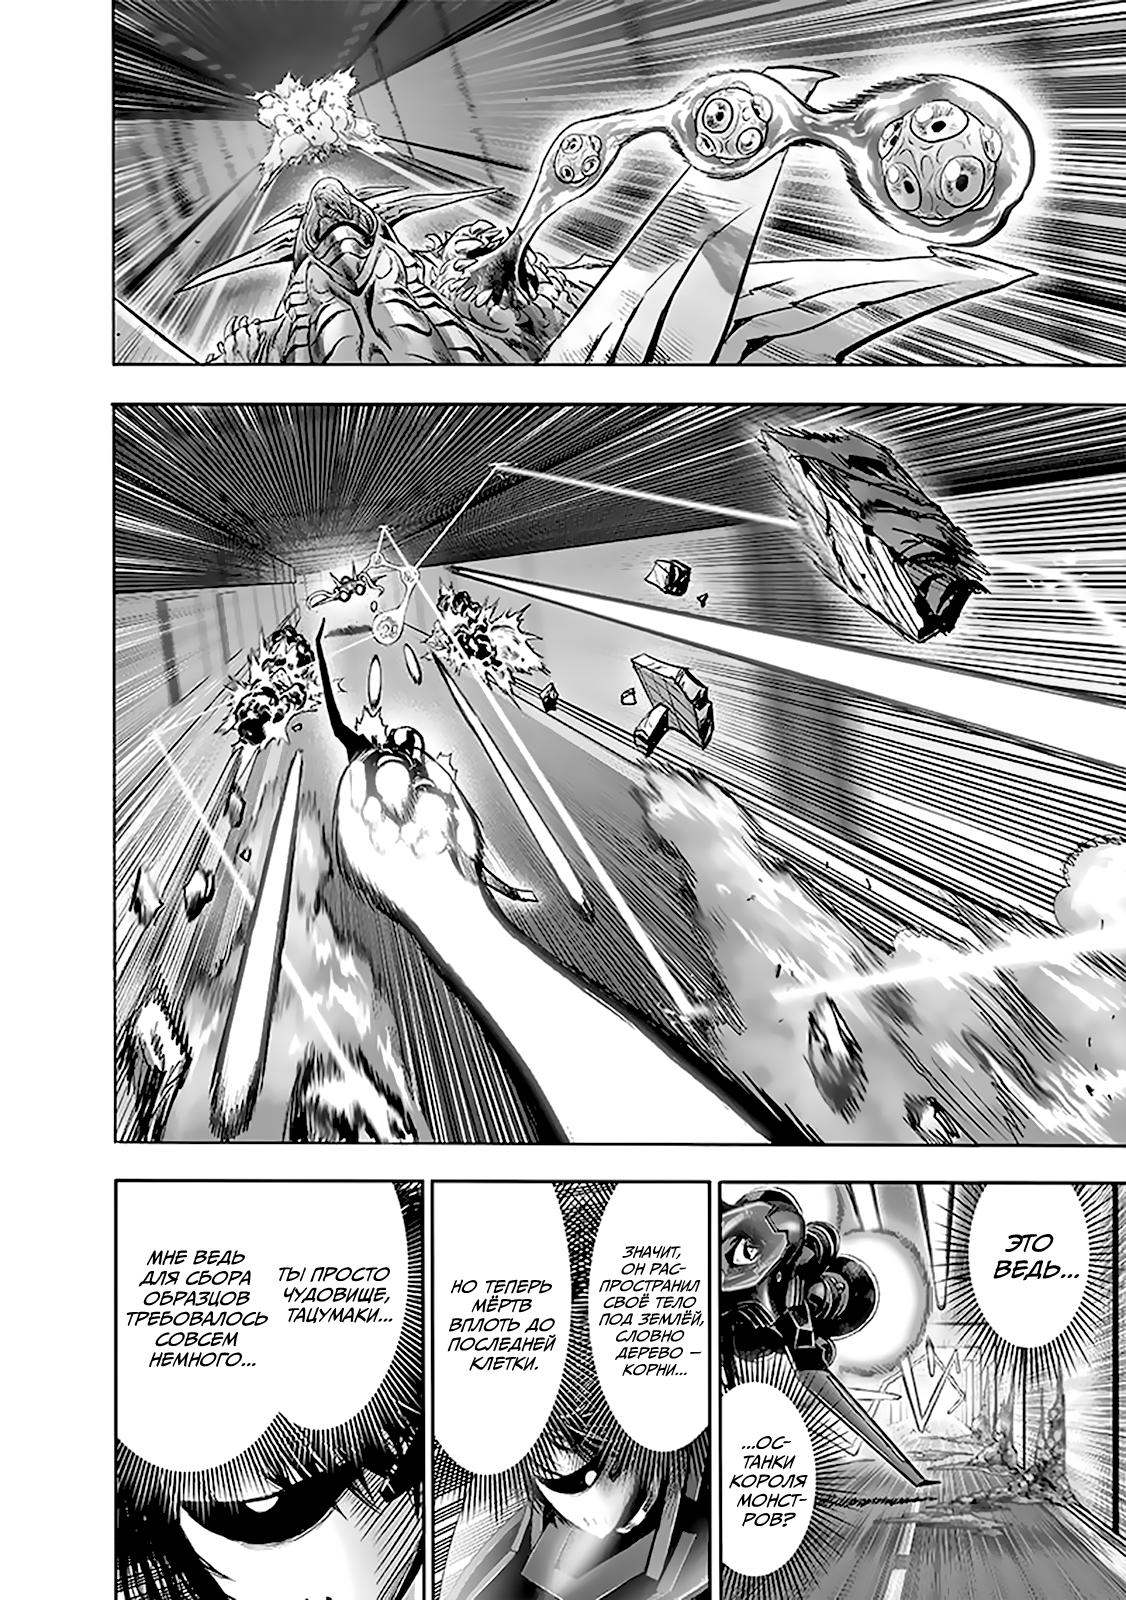 ЭТО
ВЕДЬ...
...ОС-
ТАНКИ
КОРОЛЯ
МОНСТ-
РОВ?
ЗНАЧИТ,
ОН РАС-
ПРОСТРАНИЛ
СВОЁ ТЕЛО
ПОД ЗЕМЛЁЙ,
СЛОВНО
ДЕРЕВО —
КОРНИ...
НО ТЕПЕРЬ
МЁРТВ
ВПЛОТЬ ДО
ПОСЛЕДНЕЙ
КЛЕТКИ.
ТЫ ПРОСТО
ЧУДОВИЩЕ,
ТАЦУМАКИ...
МНЕ ВЕДЬ
ДЛЯ СБОРА
ОБРАЗЦОВ
ТРЕБОВАЛОСЬ
СОВСЕМ
НЕМНОГО...